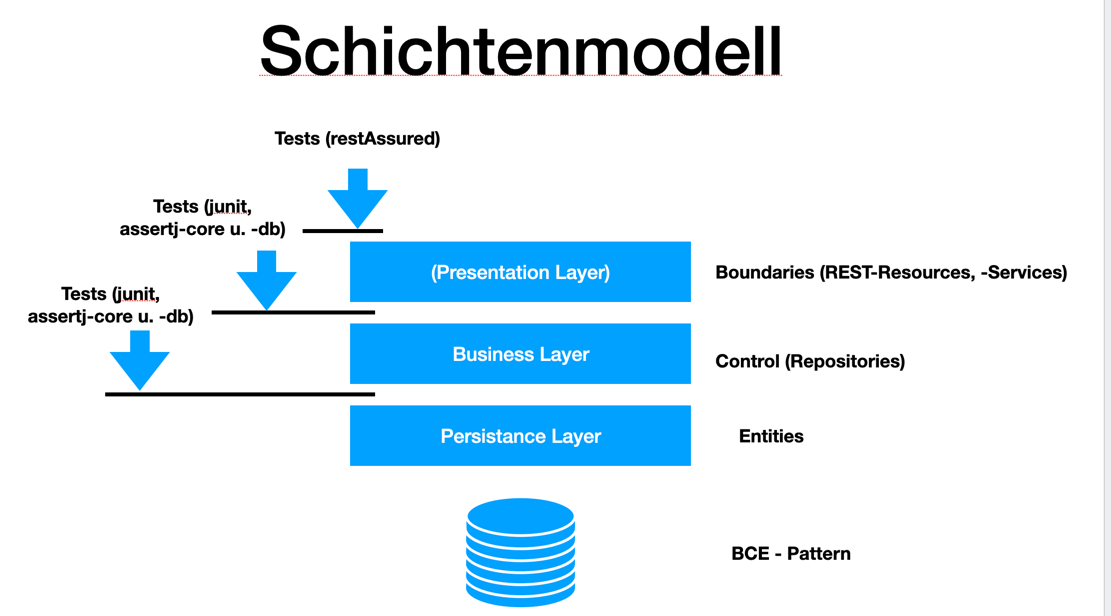 Schichtenmodell
Tests (restAssured)
Tests (junit,
assertj-core u. -db)
Tests (junit,
assertj-core u. -db)
(Presentation Layer)
Boundaries (REST-Resources, -Services)
Business Layer
Control (Repositories)
Persistance Layer
Entities
BCE - Pattern